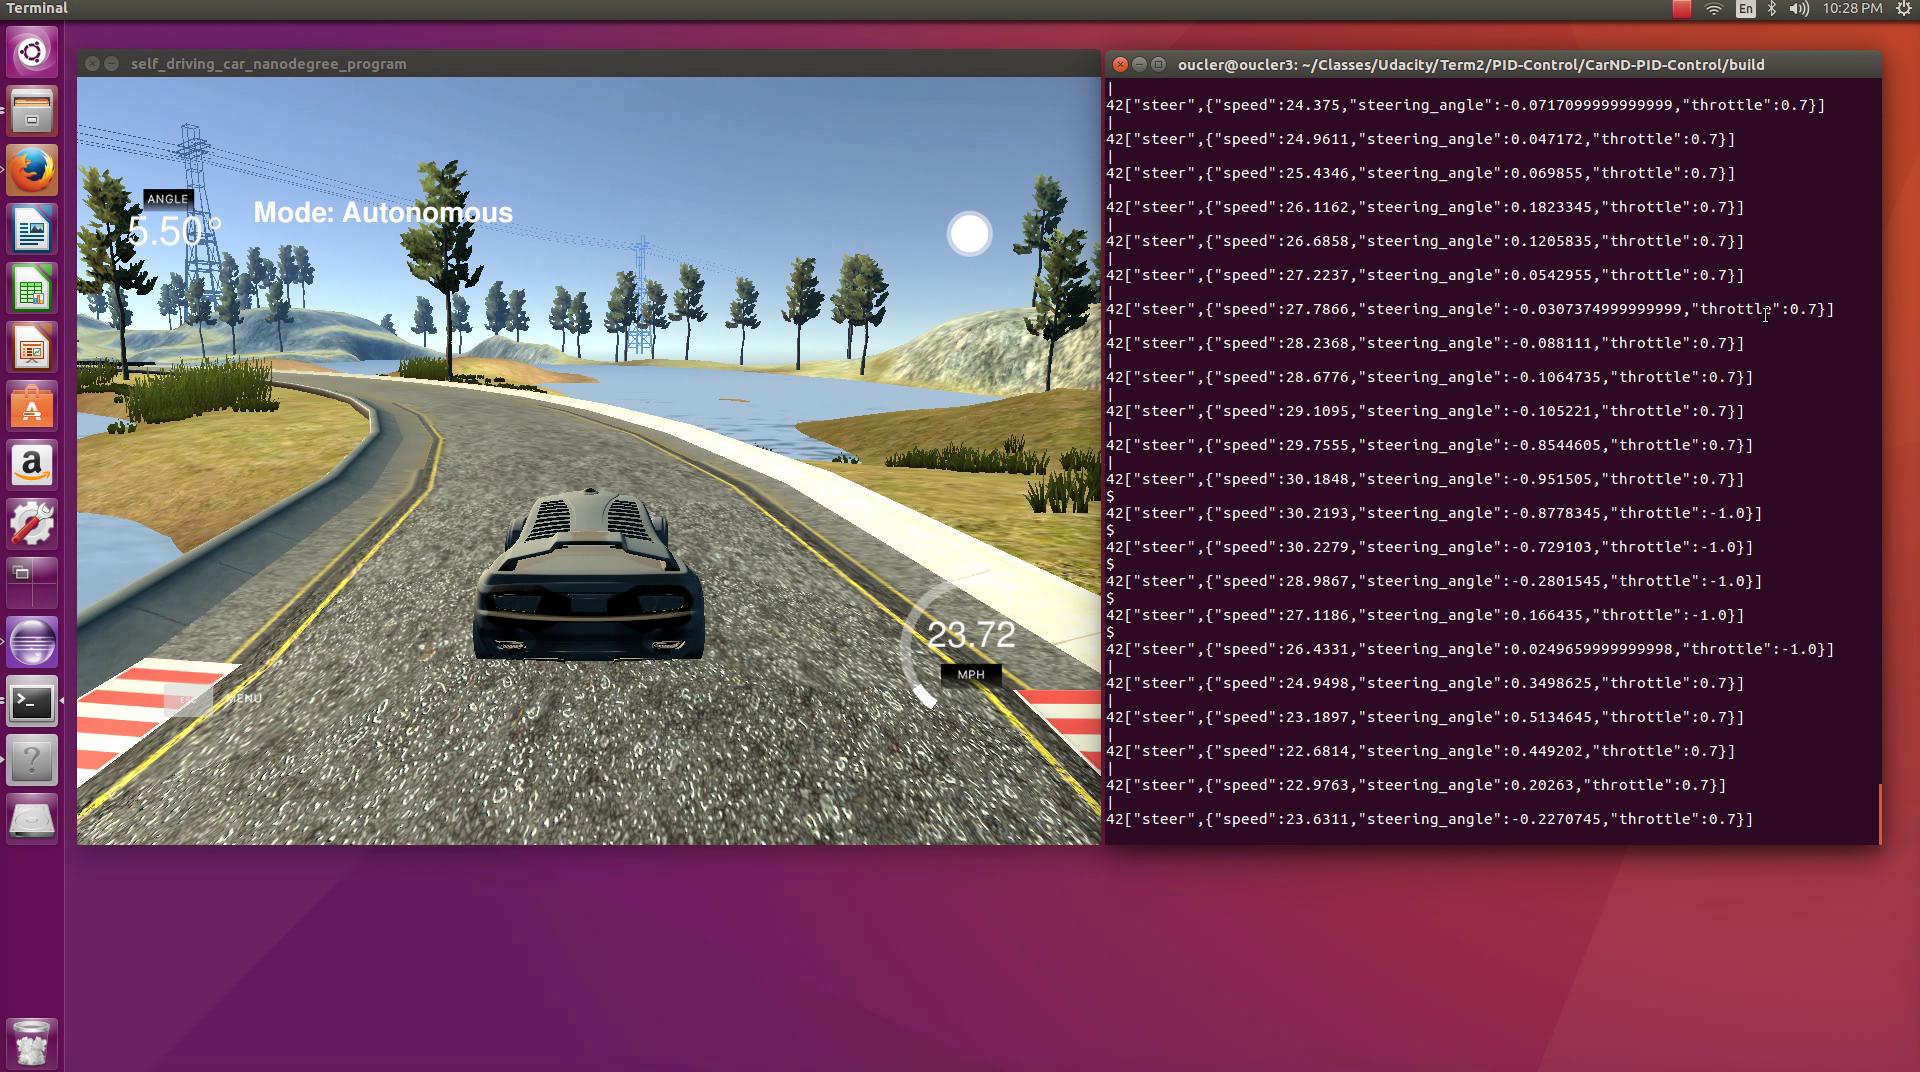 Terminal
En
10:28 PM
self_driving_car_nanodegree_program
ANGLE
5.50°
Mode: Autonomous
23.72
MPH
ESC
MENU
oucler@oucler3: ~/Classes/Udacity/Term2/PID-Control/CarND-PID-Control/build
|
42["steer",{"speed":24.375,"steering_angle":-0.0717099999999999,"throttle":0.7}]
|
42["steer",{"speed":24.9611,"steering_angle":0.047172,"throttle":0.7}]
|
42["steer",{"speed":25.4346,"steering_angle":0.069855,"throttle":0.7}]
|
42["steer",{"speed":26.1162,"steering_angle":0.1823345,"throttle":0.7}]
|
42["steer",{"speed":26.6858,"steering_angle":0.1205835,"throttle":0.7}]
|
42["steer",{"speed":27.2237,"steering_angle":0.0542955,"throttle":0.7}]
|
42["steer",{"speed":27.7866,"steering_angle":-0.0307374999999999,"throttle":0.7}]
|
42["steer",{"speed":28.2368,"steering_angle":-0.088111,"throttle":0.7}]
|
42["steer",{"speed":28.6776,"steering_angle":-0.1064735,"throttle":0.7}]
|
42["steer",{"speed":29.1095,"steering_angle":-0.105221,"throttle":0.7}]
|
42["steer",{"speed":29.7555,"steering_angle":-0.8544605,"throttle":0.7}]
|
42["steer",{"speed":30.1848,"steering_angle":-0.951505,"throttle":0.7}]
$
42["steer",{"speed":30.2193,"steering_angle":-0.8778345,"throttle":-1.0}]
$
42["steer",{"speed":30.2279,"steering_angle":-0.729103,"throttle":-1.0}]
$
42["steer",{"speed":28.9867,"steering_angle":-0.2801545,"throttle":-1.0}]
$
42["steer",{"speed":27.1186,"steering_angle":0.166435,"throttle":-1.0}]
$
42["steer",{"speed":26.4331,"steering_angle":0.0249659999999998,"throttle":-1.0}]
|
42["steer",{"speed":24.9498,"steering_angle":0.3498625,"throttle":0.7}]
|
42["steer",{"speed":23.1897,"steering_angle":0.5134645,"throttle":0.7}]
|
42["steer",{"speed":22.6814,"steering_angle":0.449202,"throttle":0.7}]
|
42["steer",{"speed":22.9763,"steering_angle":0.20263,"throttle":0.7}]
|
42["steer",{"speed":23.6311,"steering_angle":-0.2270745,"throttle":0.7}]